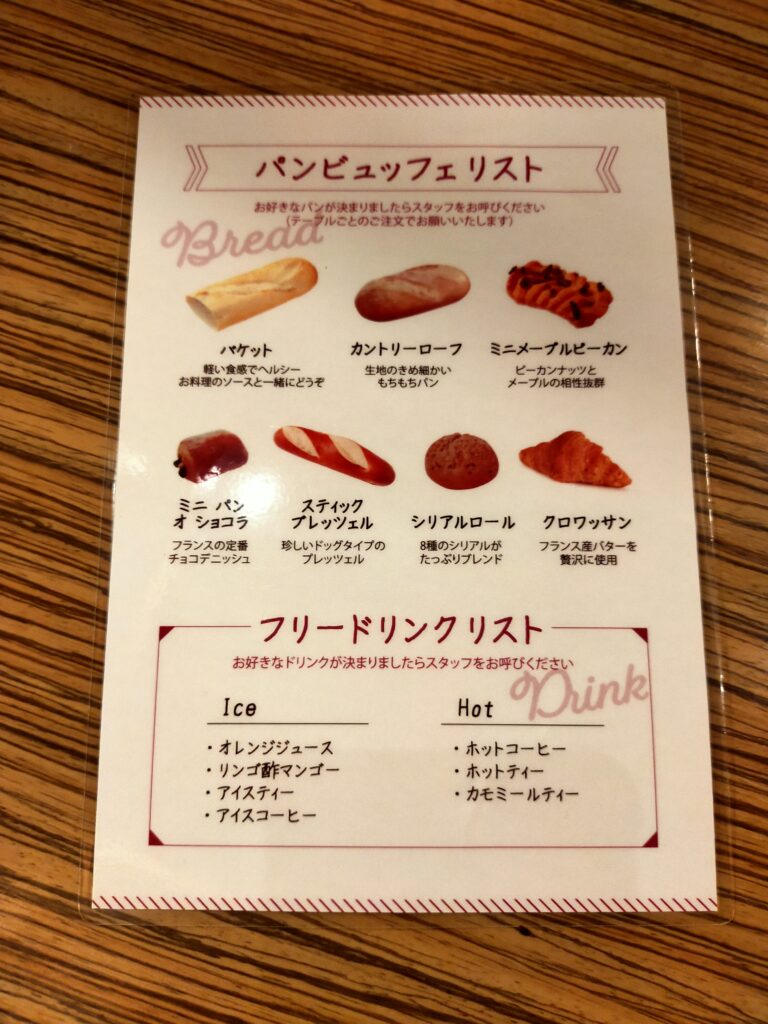 パンビュッフェリスト
お好きなパンが決まりましたらスタッフをお呼びください
(テーブルごとのご注文でお願いいたします)
Bread
バケット
軽い食感でヘルシー
お料理のソースと一緒にどうぞ
カントリーローフ
生地のきめ細かい
もちもちパン
ミニメープルピーカン
ピーカンナッツと
メープルの相性抜群
ミニ パン
オ ショコラ
フランスの定番
チョコデニッシュ
スティック
プレッツェル
珍しいドッグタイプの
プレッツェル
シリアルロール
8種のシリアルが
たっぷりブレンド
クロワッサン
フランス産バターを
贅沢に使用
フリードリンクリスト
お好きなドリンクが決まりましたらスタッフをお呼びください
Drink
Ice
・オレンジジュース
・リンゴ酢マンゴー
・アイスティー
・アイスコーヒー
Hot
・ホットコーヒー
・ホットティー
・カモミールティー